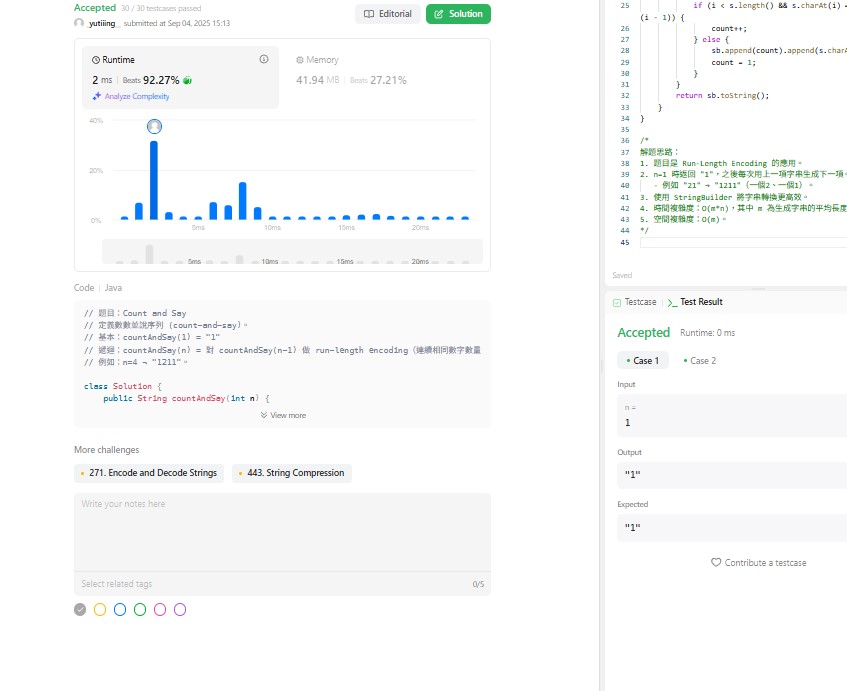 Accepted 30 / 30 testcases passed
yutiiing_ submitted at Sep 04, 2025 15:13
Editorial
Solution
Runtime
2 ms | Beats 92.27%
Analyze Complexity
Memory
41.94 MB | Beats 27.21%
40%
20%
0%
5ms 10ms 15ms 20ms
5ms 10ms 15ms 20ms
Code | Java
// 題目：Count and Say
// 定義數數並說序列 (count-and-say)。
// 基本：countAndSay(1) = "1"
// 遞迴：countAndSay(n) = 對 countAndSay(n-1) 做 run-length encoding（連續相同數字數量
// 例如：n=4 → "1211"。
class Solution {
public String countAndSay(int n) {
View more
More challenges
271. Encode and Decode Strings
443. String Compression
Write your notes here
Select related tags
0/5
25 if (i < s.length() && s.charAt(i) =
(i - 1)) {
26 count++;
27 } else {
28 sb.append(count).append(s.charA
29 count = 1;
30 }
31 }
32 return sb.toString();
33 }
34 }
35
36 /*
37 解題思路：
38 1. 題目是 Run-Length Encoding 的應用。
39 2. n=1 時返回 "1"，之後每次用上一項字串生成下一項。
40 - 例如 "21" → "1211"（一個2、一個1）。
41 3. 使用 StringBuilder 將字串轉換更高效。
42 4. 時間複雜度：O(m*n)，其中 m 為生成字串的平均長度
43 5. 空間複雜度：O(m)。
44 */
45
Saved
Testcase
Test Result
Accepted Runtime: 0 ms
Case 1
Case 2
Input
n =
1
Output
"1"
Expected
"1"
Contribute a testcase